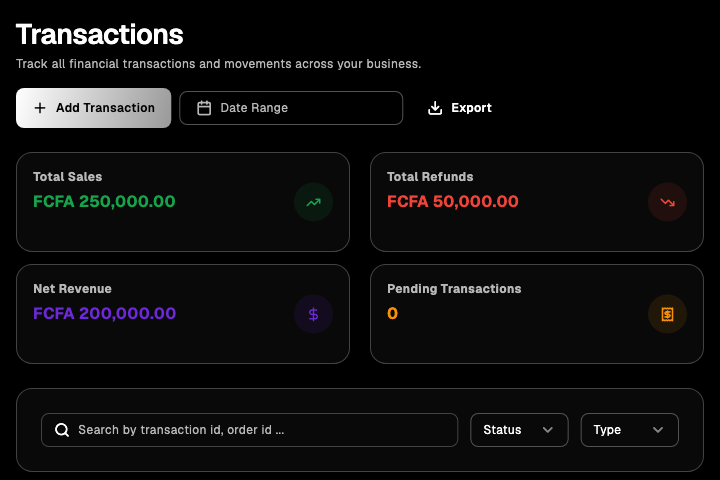 Transactions
Track all financial transactions and movements across your business.
Add Transaction
Date Range
Export
Total Sales
FCFA 250,000.00
Total Refunds
FCFA 50,000.00
Net Revenue
FCFA 200,000.00
Pending Transactions
0
Search by transaction id, order id ...
Status
Type